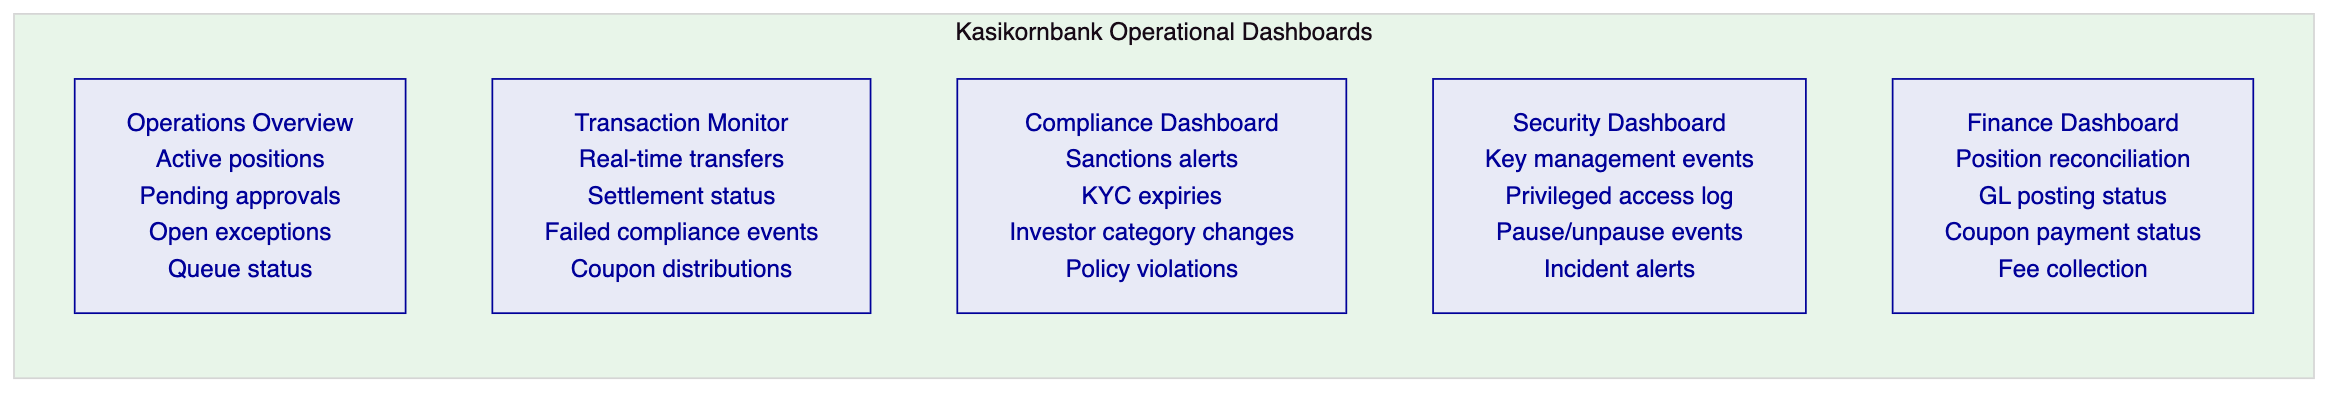 Kasikornbank Operational Dashboards
Operations Overview
Active positions
Pending approvals
Open exceptions
Queue status
Transaction Monitor
Real-time transfers
Settlement status
Failed compliance events
Coupon distributions
Compliance Dashboard
Sanctions alerts
KYC expiries
Investor category changes
Policy violations
Security Dashboard
Key management events
Privileged access log
Pause/unpause events
Incident alerts
Finance Dashboard
Position reconciliation
GL posting status
Coupon payment status
Fee collection